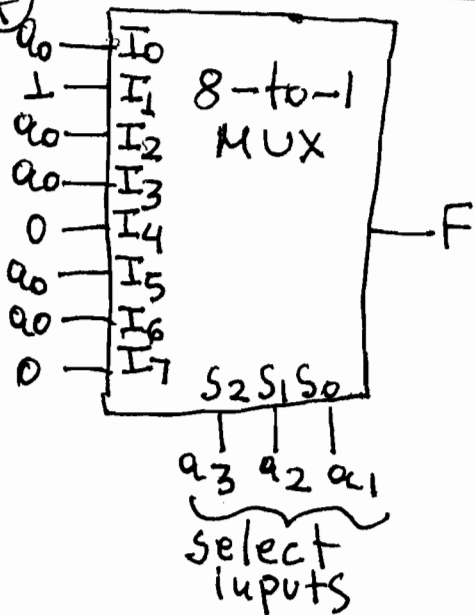 a0 I0
1 I1
a0 I2
a0 I3
0 I4
a0 I5
a0 I6
0 I7
8-to-1
MUX
F
S2 S1 S0
a3 a2 a1
select
inputs